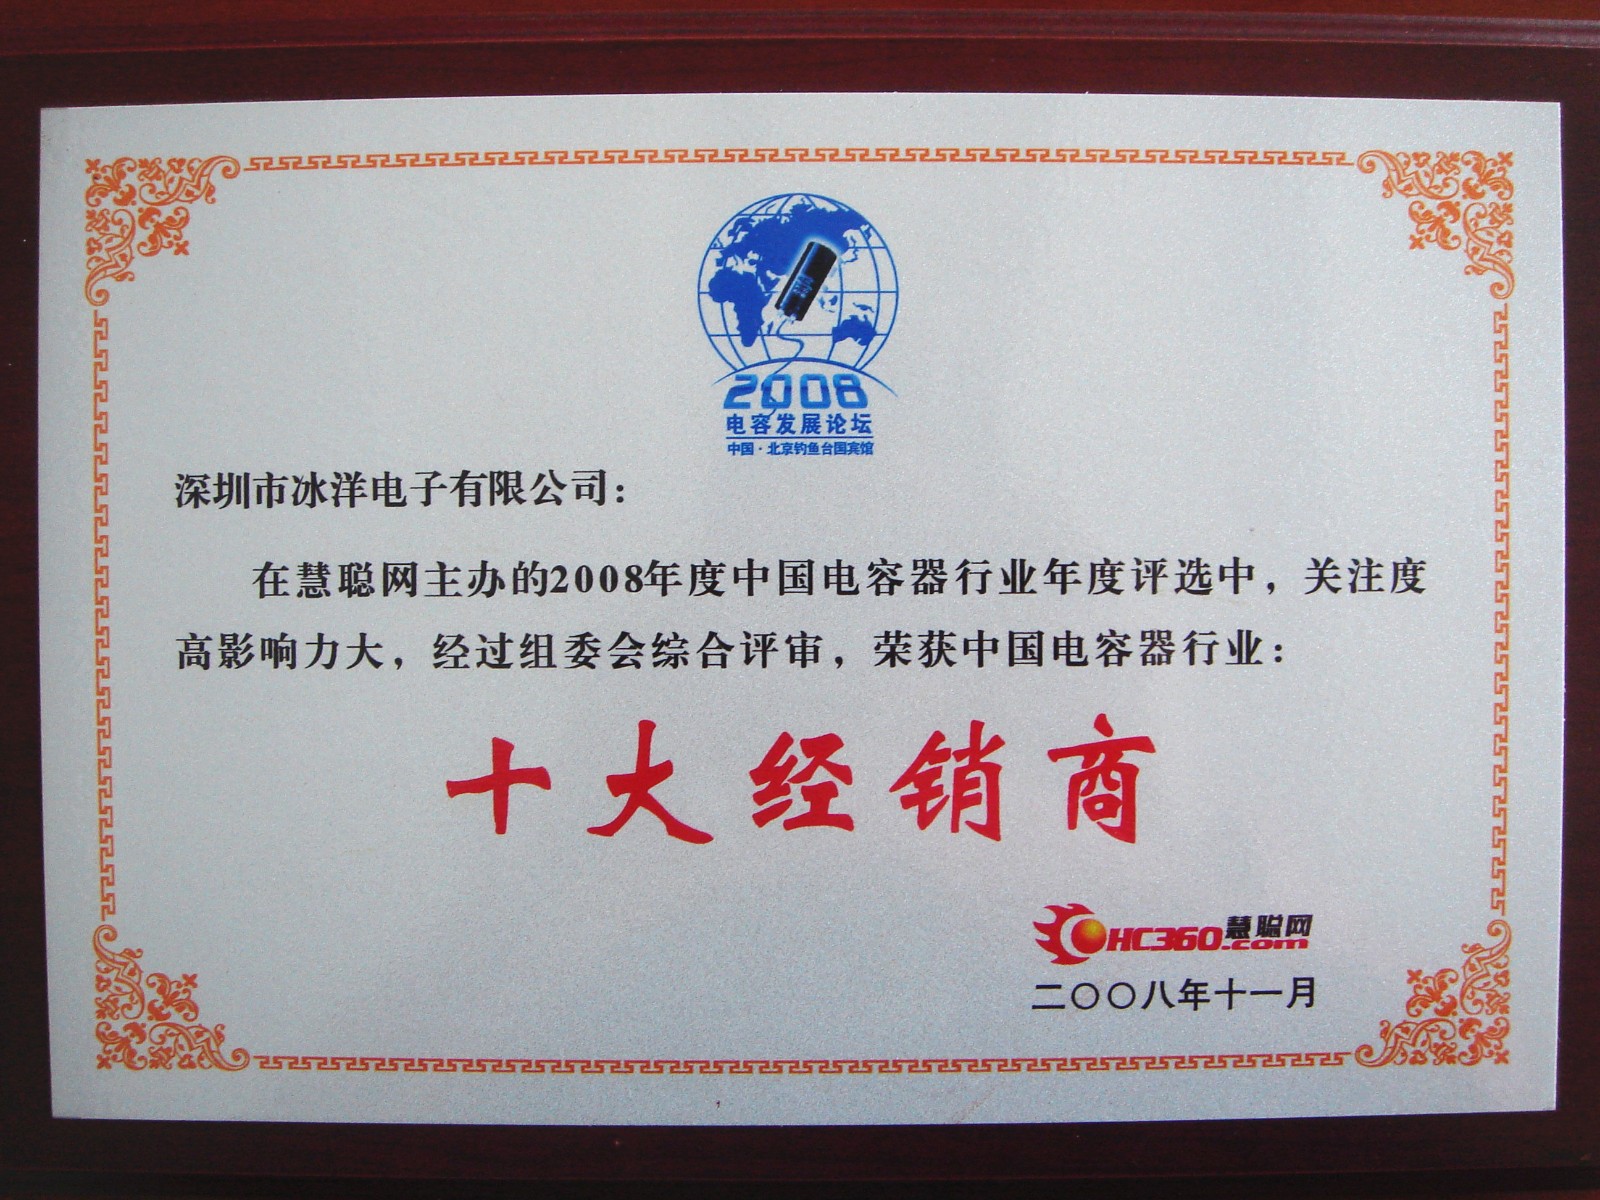 2008
电容发展论坛
中国·北京钓鱼台国宾馆
深圳市冰洋电子有限公司：
在慧聪网主办的2008年度中国电容器行业年度评选中，关注度
高影响力大，经过组委会综合评审，荣获中国电容器行业：
十大经销商
HC360.com 慧聪网
二〇〇八年十一月